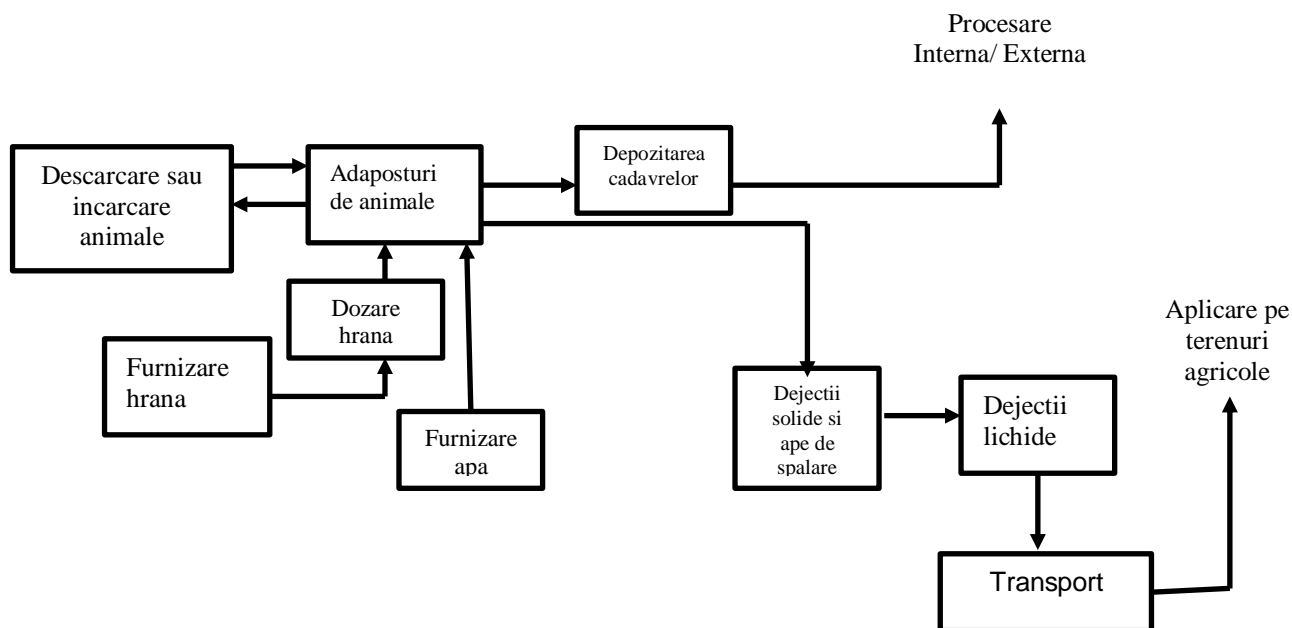 Procesare
Interna/ Externa
Descarcare sau
incarcare
animale
Adaposturi
de animale
Depozitarea
cadavrelor
Dozare
hrana
Furnizare
hrana
Furnizare
apa
Dejectii
solide si
ape de
spalare
Dejectii
lichide
Aplicare pe
terenuri
agricole
Transport